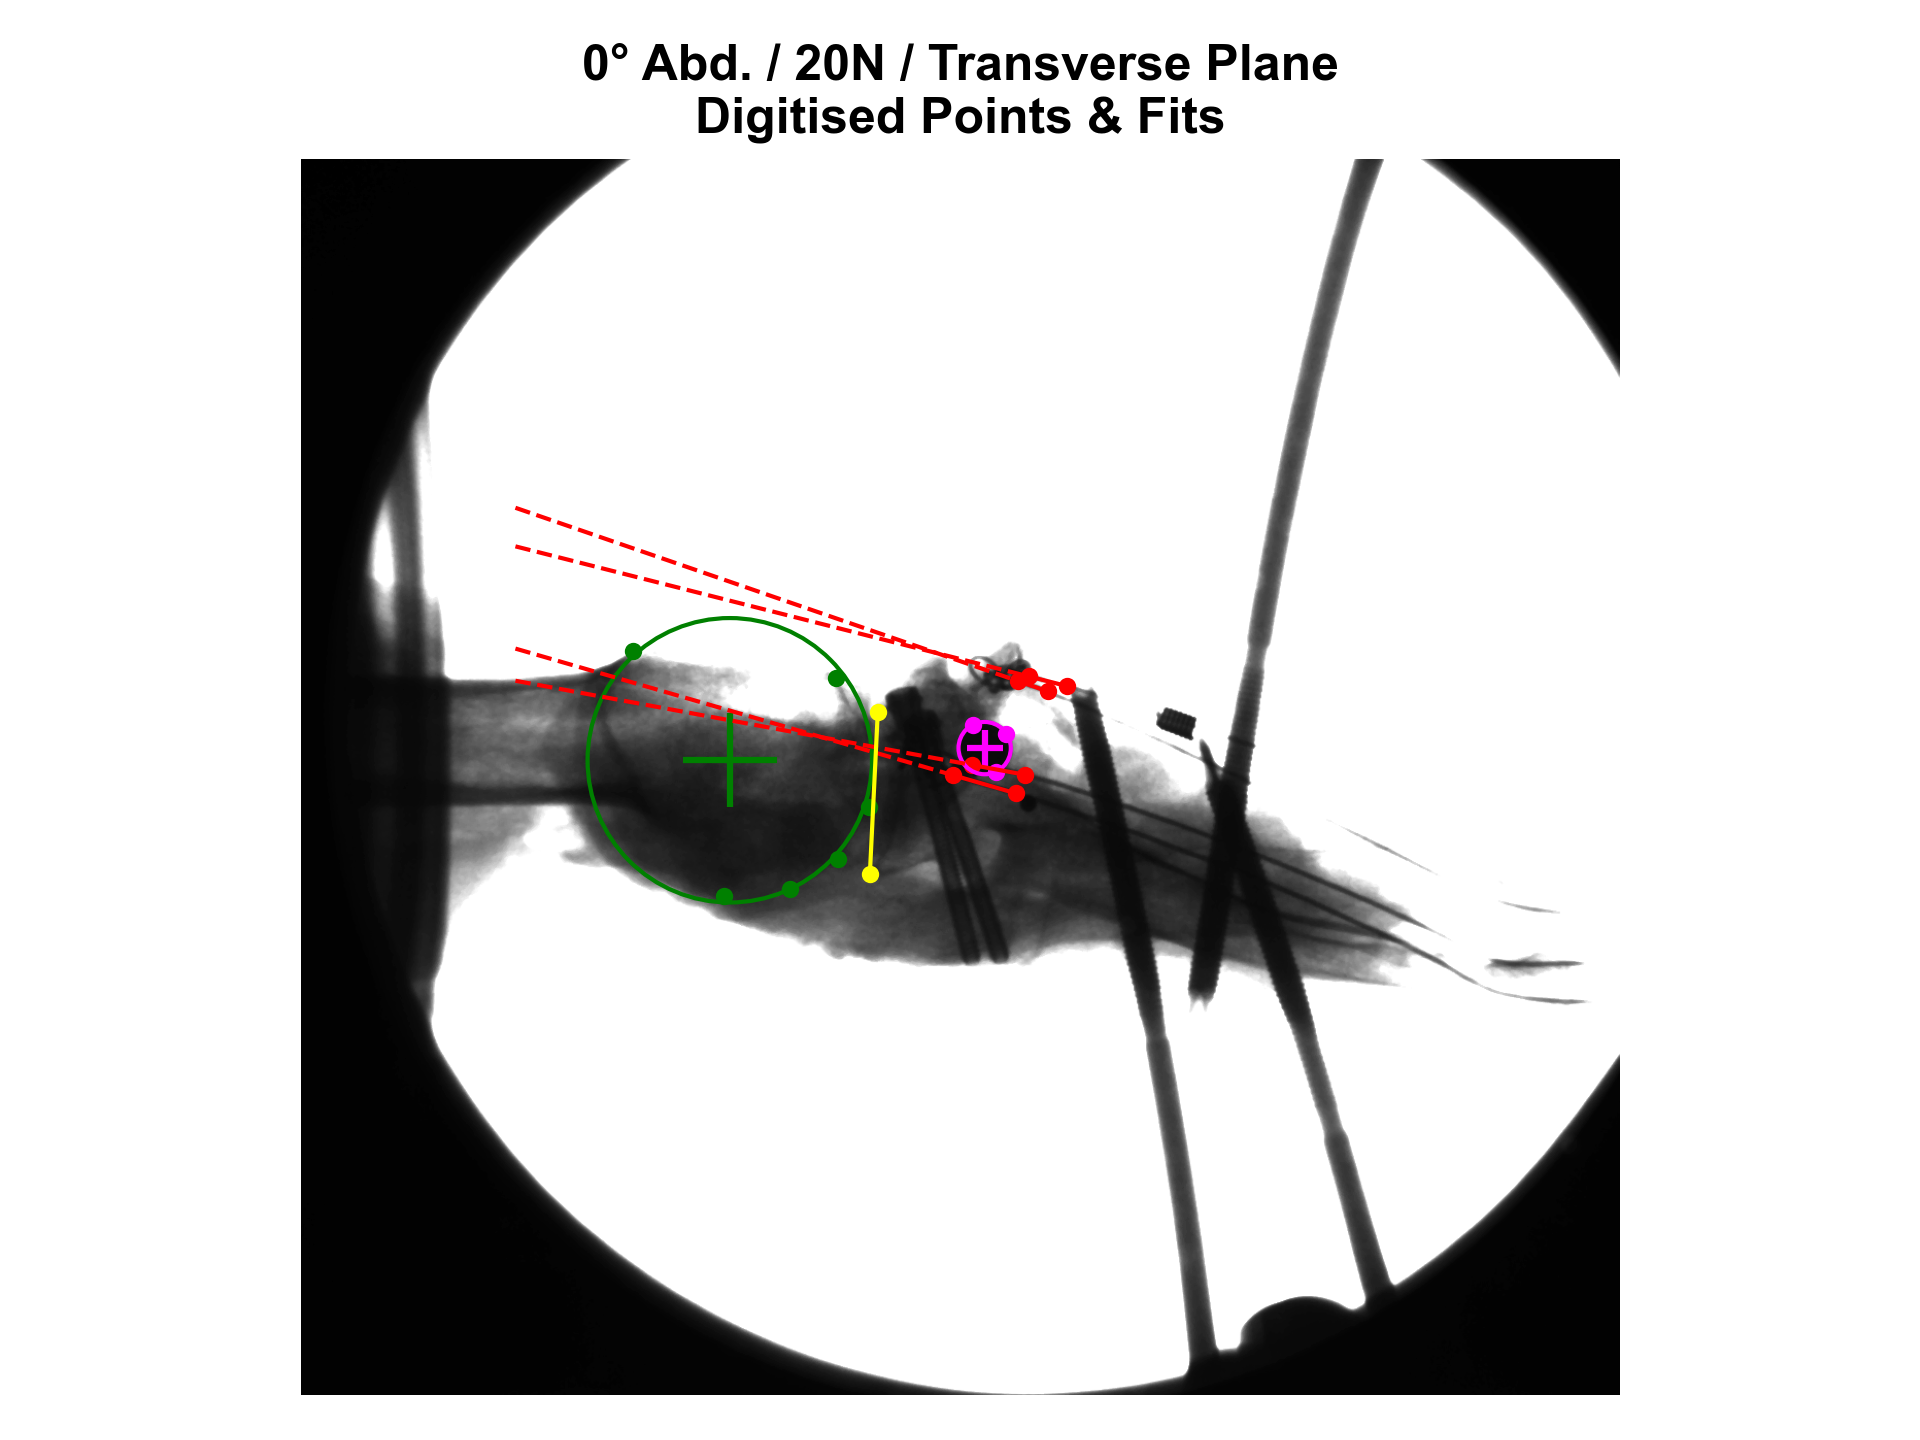 0° Abd. / 20N / Transverse Plane
Digitised Points & Fits